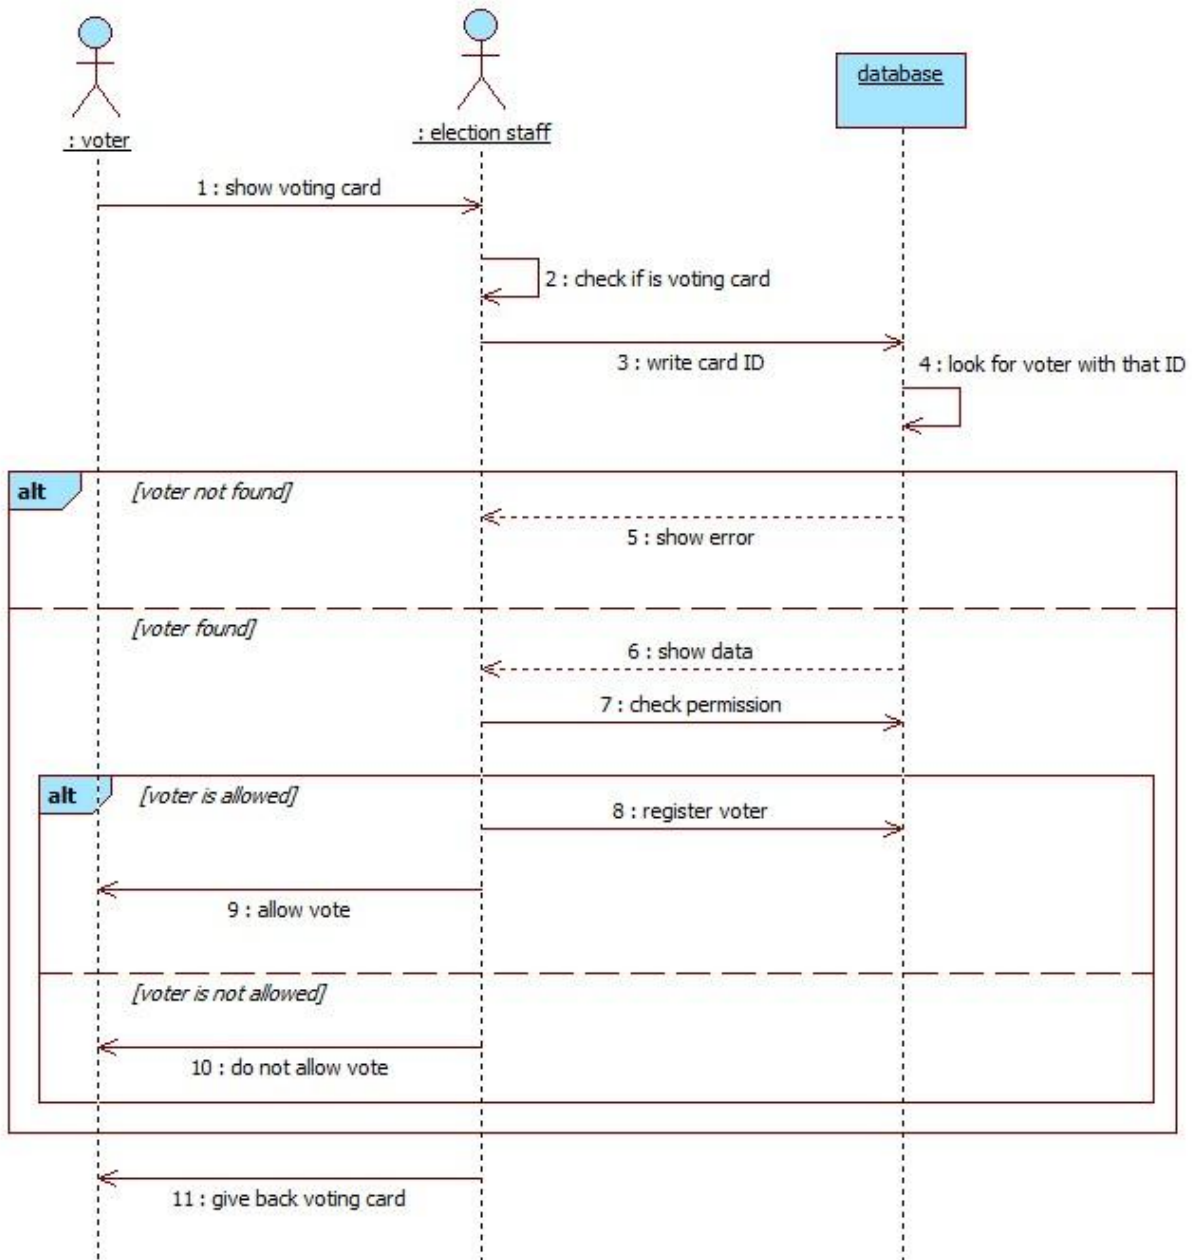 : voter
: election staff
database
1 : show voting card
2 : check if is voting card
3 : write card ID
4 : look for voter with that ID
alt
[voter not found]
5 : show error
[voter found]
6 : show data
7 : check permission
alt
[voter is allowed]
8 : register voter
9 : allow vote
[voter is not allowed]
10 : do not allow vote
11 : give back voting card